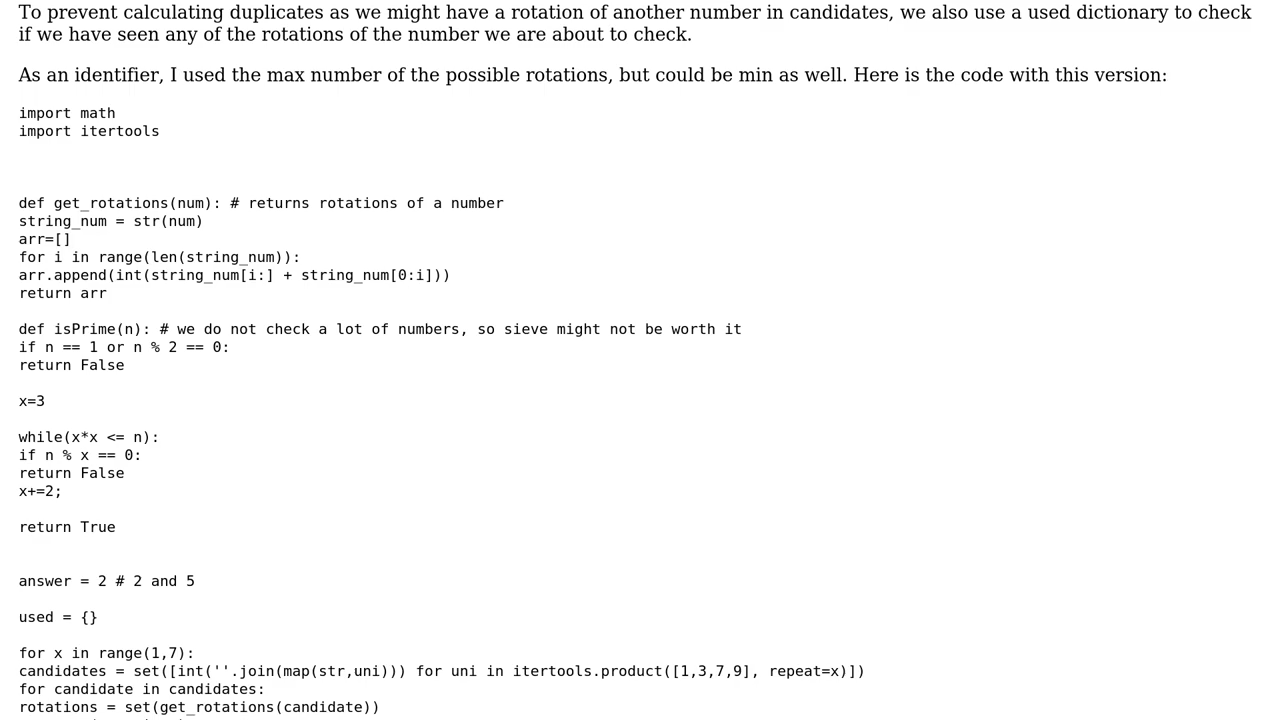 To prevent calculating duplicates as we might have a rotation of another number in candidates, we also use a used dictionary to check
if we have seen any of the rotations of the number we are about to check.
As an identifier, I used the max number of the possible rotations, but could be min as well. Here is the code with this version:
import math
import itertools
def get_rotations(num): # returns rotations of a number
string_num = str(num)
arr=[]
for i in range(len(string_num)):
arr.append(int(string_num[i:] + string_num[0:i]))
return arr
def isPrime(n): # we do not check a lot of numbers, so sieve might not be worth it
if n == 1 or n % 2 == 0:
return False
x=3
while(x*x <= n):
if n % x == 0:
return False
x+=2;
return True
answer = 2 # 2 and 5
used = {}
for x in range(1,7):
candidates = set([int(''.join(map(str,uni))) for uni in itertools.product([1,3,7,9], repeat=x)])
for candidate in candidates:
rotations = set(get_rotations(candidate))